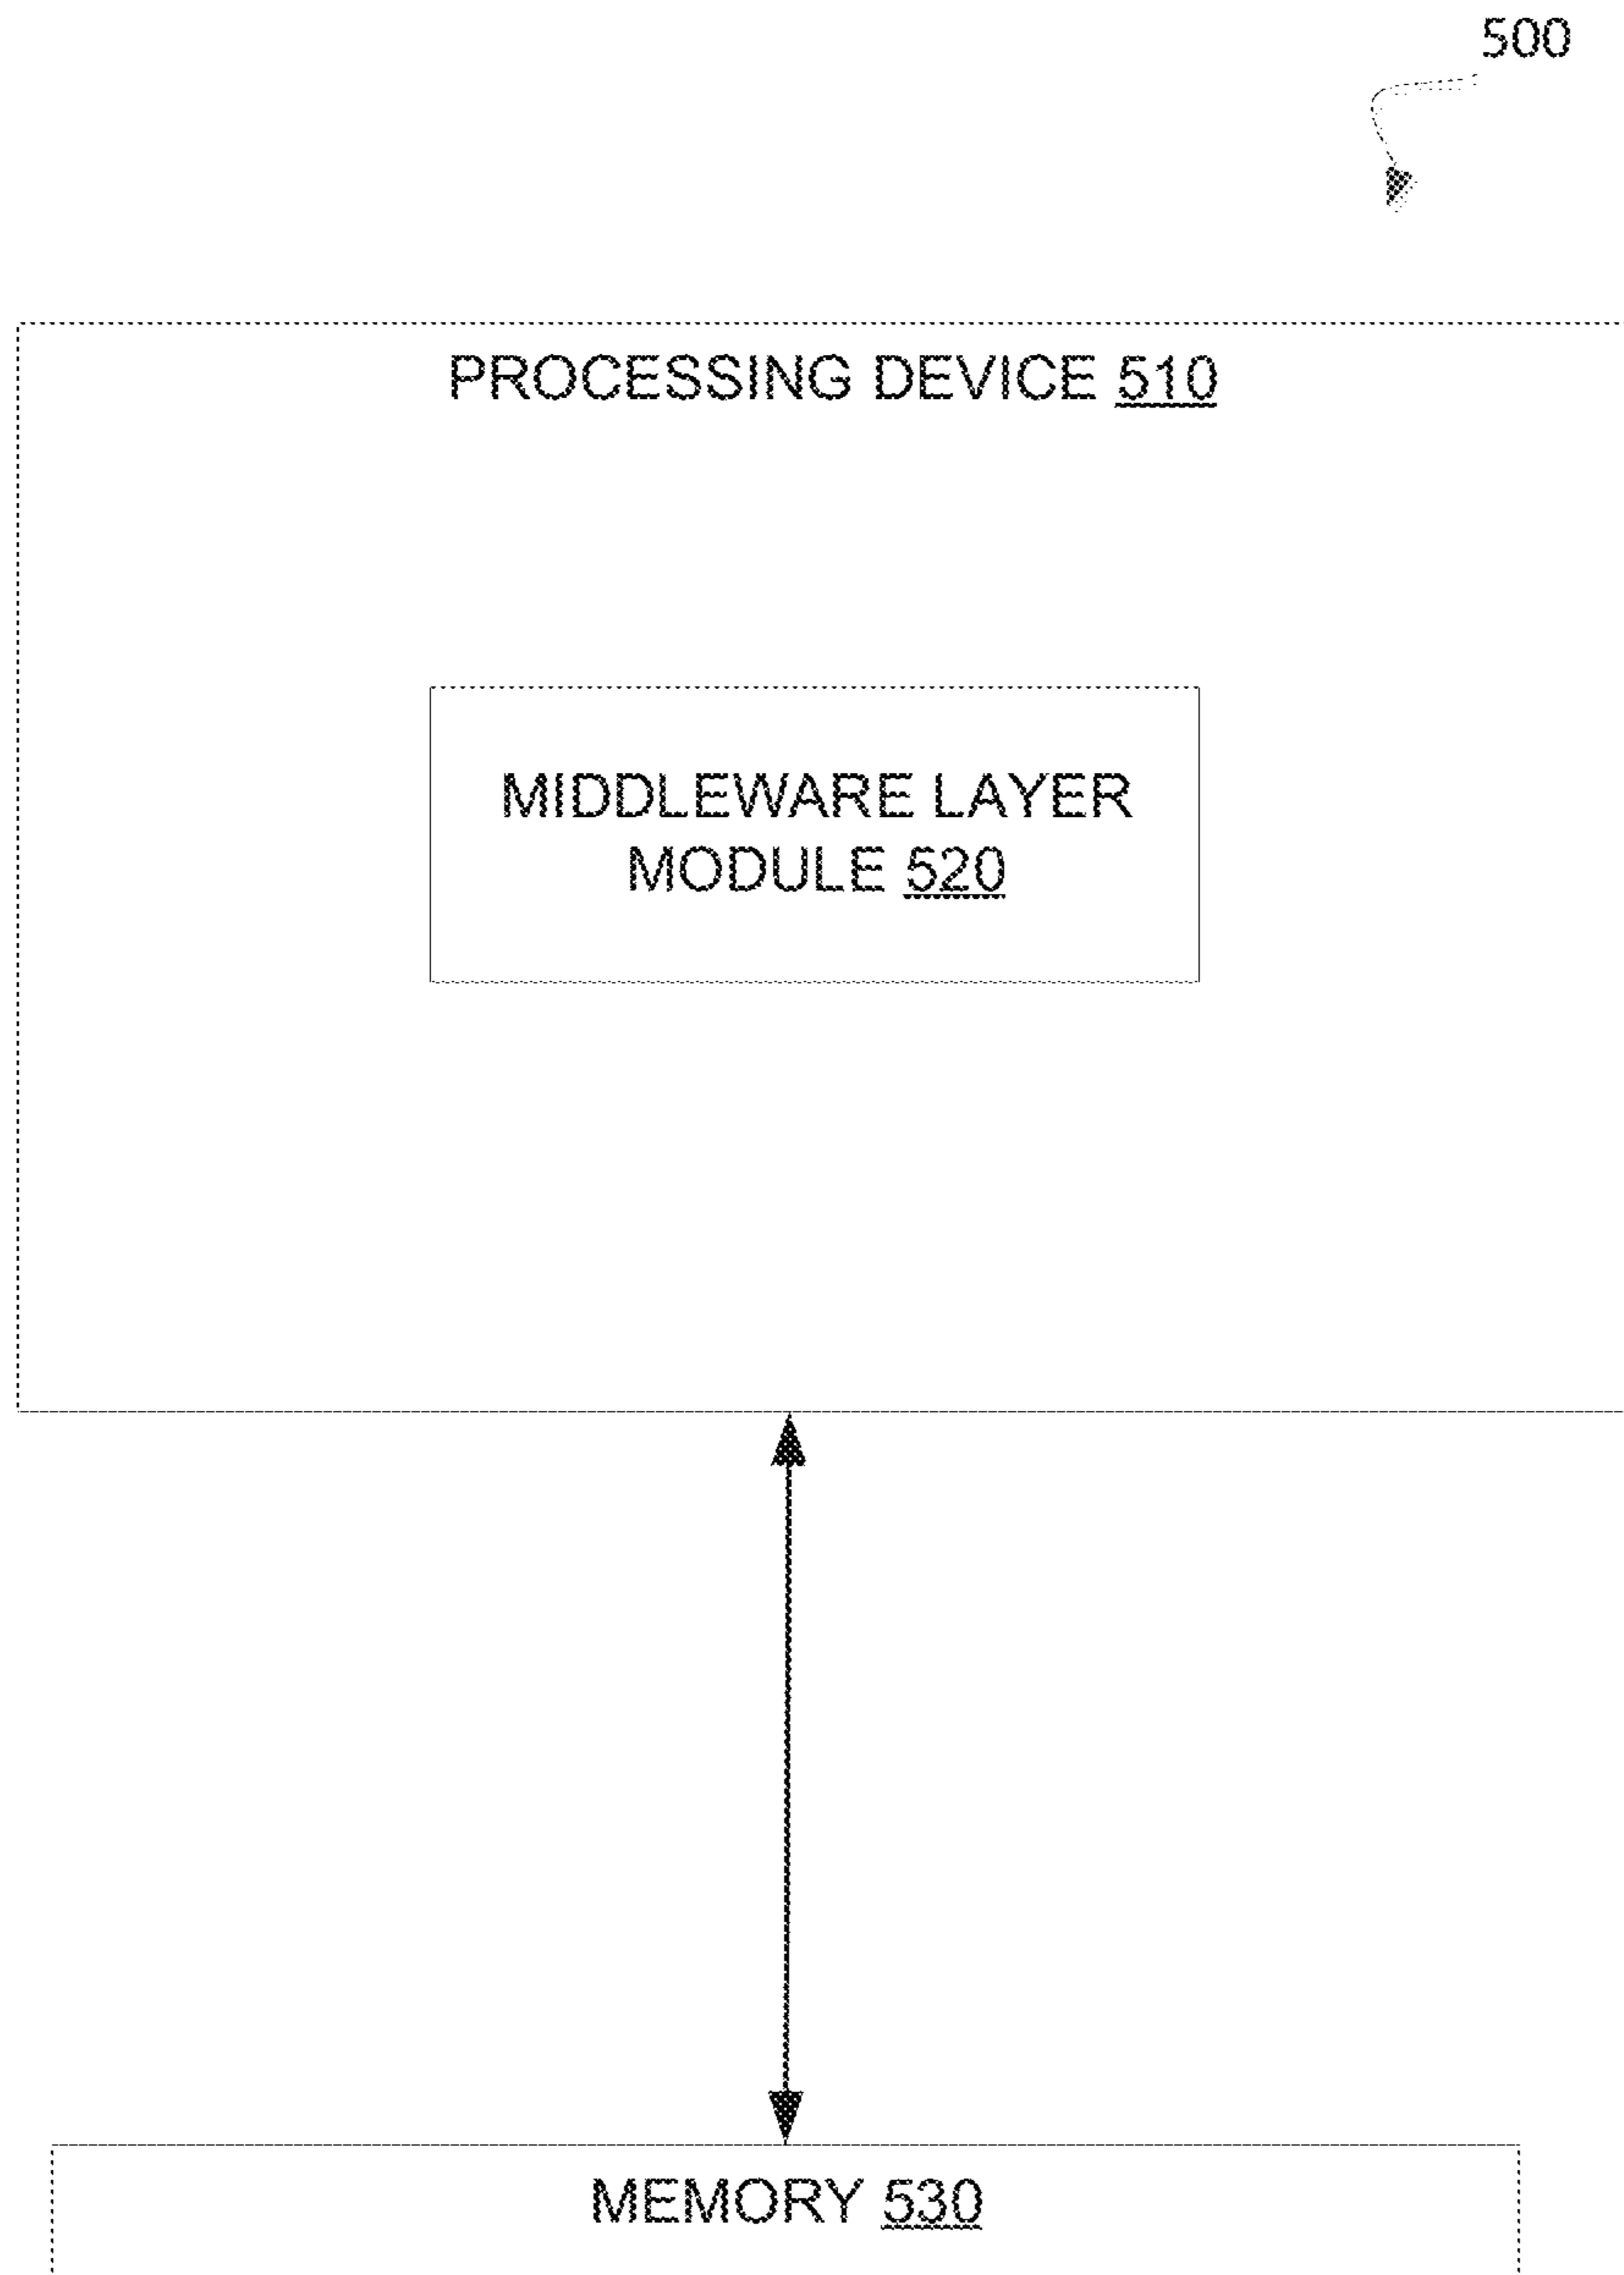 500
PROCESSING DEVICE 510
MIDDLEWARE LAYER
MODULE 520
MEMORY 530